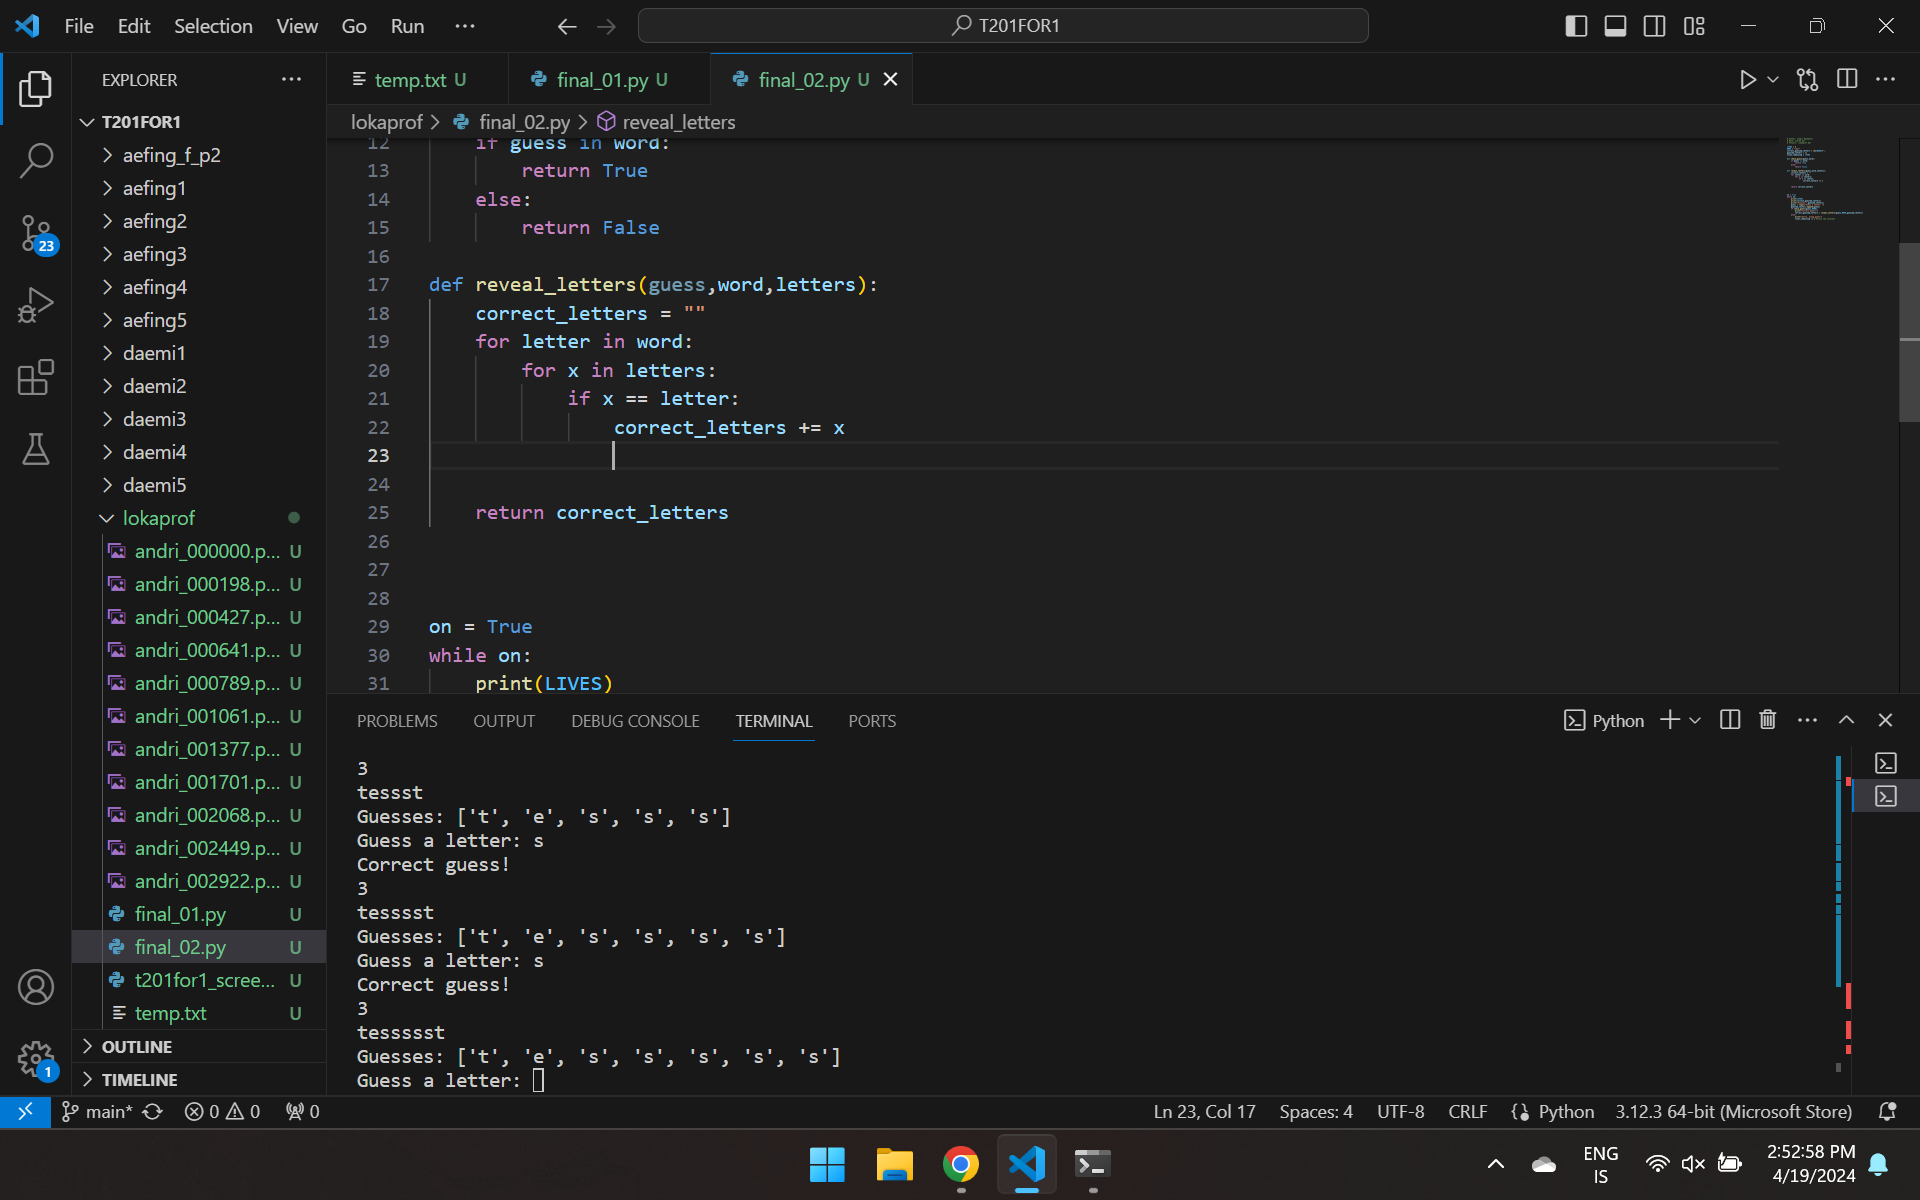 File Edit Selection View Go Run ··· T201FOR1
EXPLORER ···
temp.txt U final_01.py U final_02.py U
T201FOR1
lokaprof > final_02.py > reveal_letters
aefing_f_p2
aefing1
aefing2
aefing3
aefing4
aefing5
daemi1
daemi2
daemi3
daemi4
daemi5
lokaprof
andri_000000.p... U
andri_000198.p... U
andri_000427.p... U
andri_000641.p... U
andri_000789.p... U
andri_001061.p... U
andri_001377.p... U
andri_001701.p... U
andri_002068.p... U
andri_002449.p... U
andri_002922.p... U
final_01.py U
final_02.py U
t201for1_scree... U
temp.txt U
OUTLINE
TIMELINE
23
1
12 if guess in word:
13 return True
14 else:
15 return False
16
17 def reveal_letters(guess,word,letters):
18 correct_letters = ""
19 for letter in word:
20 for x in letters:
21 if x == letter:
22 correct_letters += x
23
24
25 return correct_letters
26
27
28
29 on = True
30 while on:
31 print(LIVES)
PROBLEMS OUTPUT DEBUG CONSOLE TERMINAL PORTS
Python
3
tessst
Guesses: ['t', 'e', 's', 's', 's']
Guess a letter: s
Correct guess!
3
tesssst
Guesses: ['t', 'e', 's', 's', 's', 's']
Guess a letter: s
Correct guess!
3
tessssst
Guesses: ['t', 'e', 's', 's', 's', 's', 's']
Guess a letter:
main* 0 0 0 Ln 23, Col 17 Spaces: 4 UTF-8 CRLF Python 3.12.3 64-bit (Microsoft Store)
ENG
IS
2:52:58 PM
4/19/2024